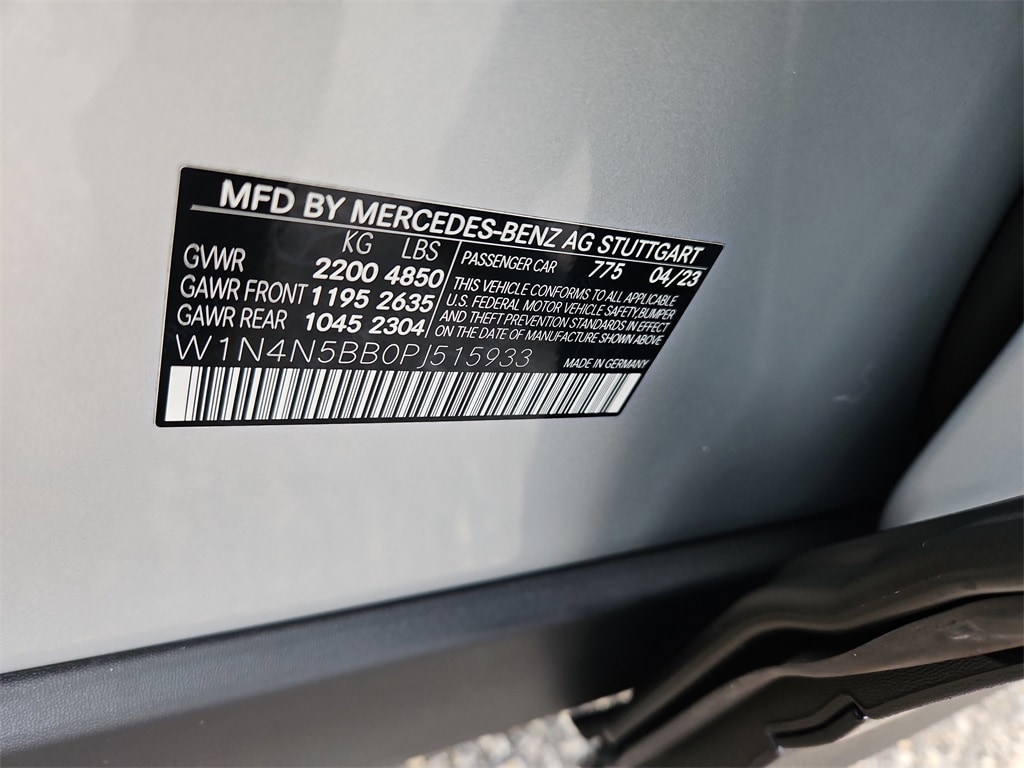 MFD BY MERCEDES-BENZ AG STUTTGART
KG LBS
GVWR 2200 4850
GAWR FRONT 1195 2635
GAWR REAR 1045 2304
PASSENGER CAR 775 04/23
THIS VEHICLE CONFORMS TO ALL APPLICABLE
U.S. FEDERAL MOTOR VEHICLE SAFETY, BUMPER
AND THEFT PREVENTION STANDARDS IN EFFECT
ON THE DATE OF MANUFACTURE SHOWN ABOVE
W1N4N5BB0PJ515933
MADE IN GERMANY